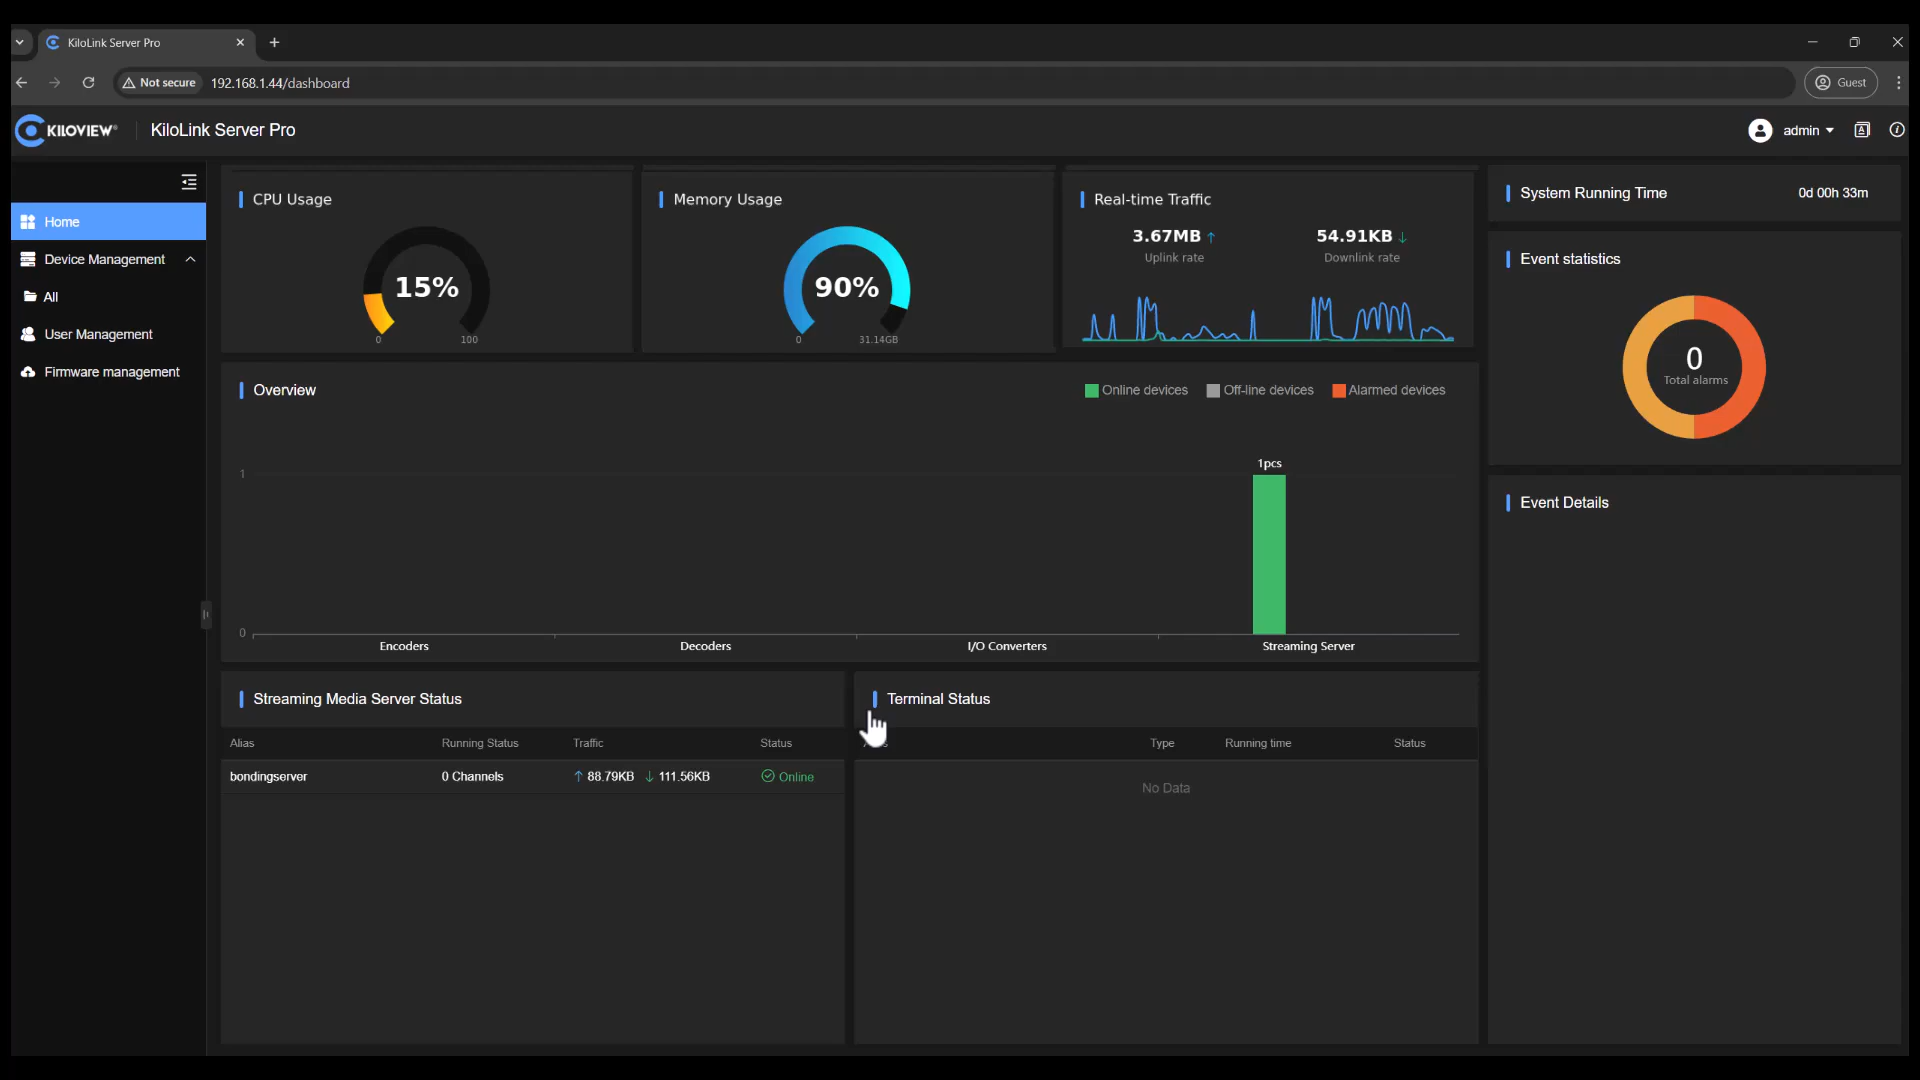 KiloLink Server Pro
Not secure 192.168.1.44/dashboard
Guest
KILOVIEW® KiloLink Server Pro
admin
Home
Device Management
All
User Management
Firmware management
CPU Usage
15%
0 100
Memory Usage
90%
0 31.14GB
Real-time Traffic
3.67MB ↑ 54.91KB ↓
Uplink rate Downlink rate
System Running Time 0d 00h 33m
Event statistics
0
Total alarms
Event Details
Overview
Online devices Off-line devices Alarmed devices
1pcs
1
0
Encoders Decoders I/O Converters Streaming Server
Streaming Media Server Status
Alias Running Status Traffic Status
bondingserver 0 Channels ↑ 88.79KB ↓ 111.56KB Online
Terminal Status
Type Running time Status
No Data